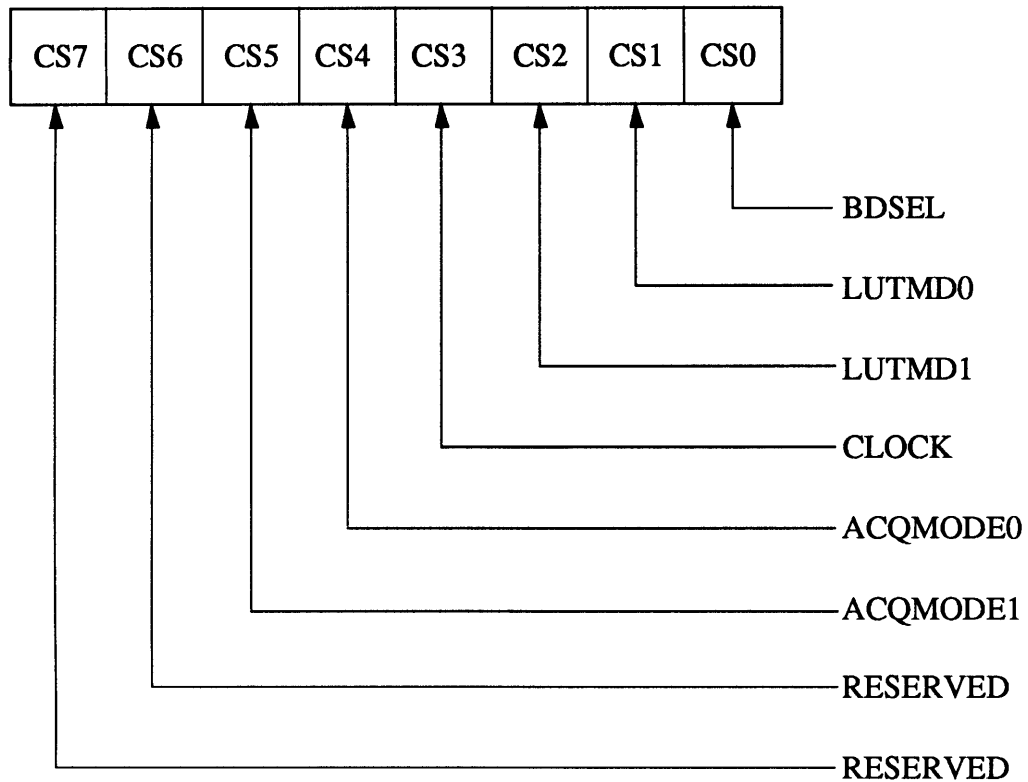 CS7 CS6 CS5 CS4 CS3 CS2 CS1 CS0
BDSEL
LUTMD0
LUTMD1
CLOCK
ACQMODE0
ACQMODE1
RESERVED
RESERVED